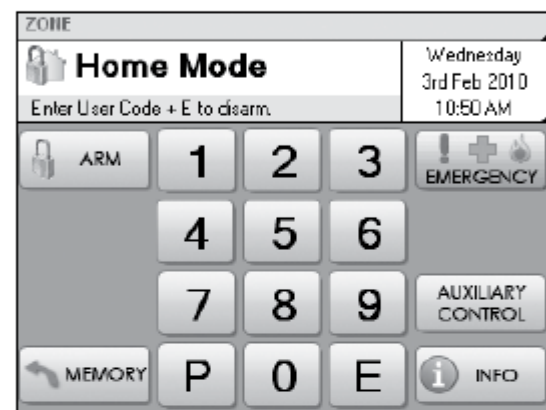 ZONE
Home Mode
Enter User Code + E to disarm.
Wednesday
3rd Feb 2010
10:50 AM
ARM
1 2 3
EMERGENCY
4 5 6
7 8 9
AUXILIARY
CONTROL
MEMORY
P 0 E
INFO